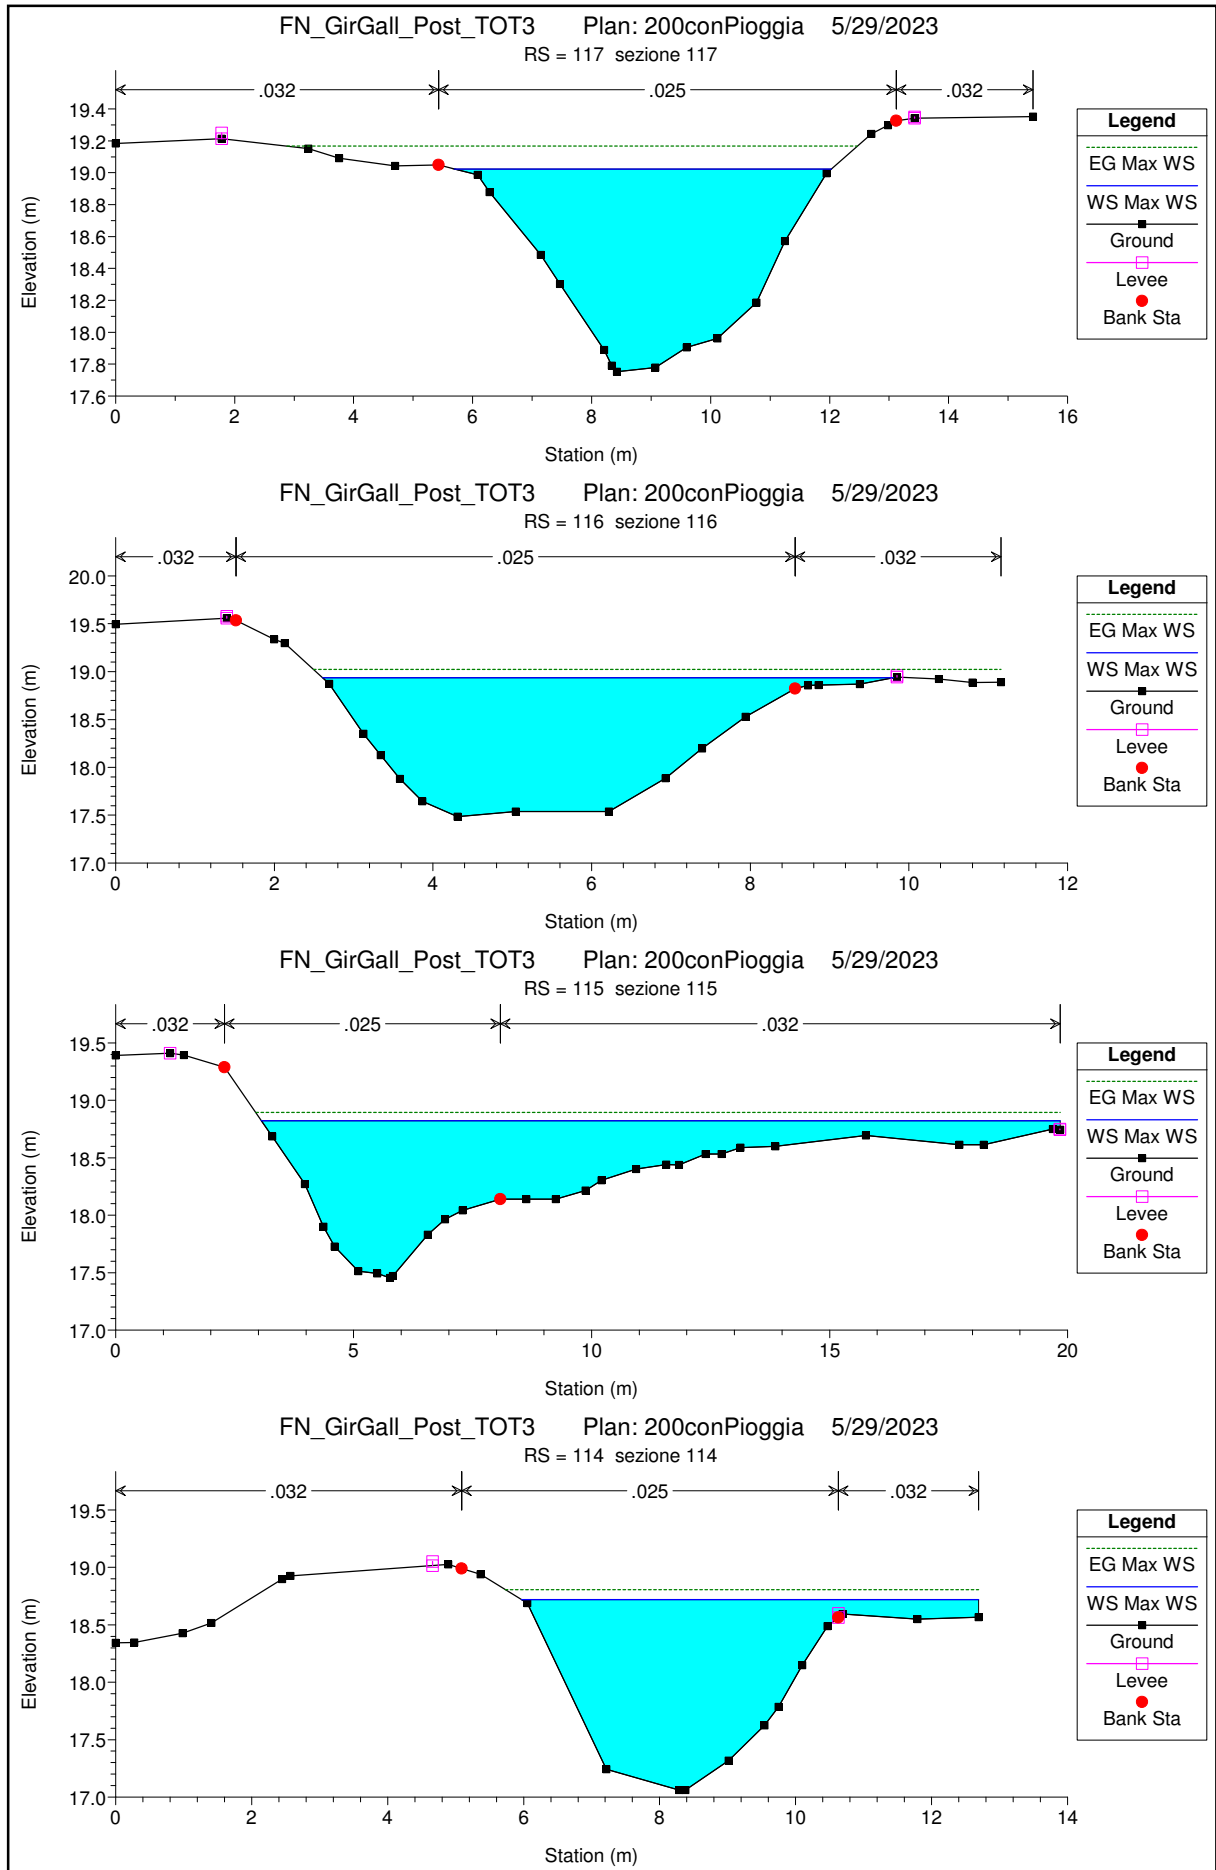 FN_GirGall_Post_TOT3 Plan: 200conPioggia 5/29/2023
RS = 117 sezione 117
.032 .025 .032
Elevation (m)
19.4
19.2
19.0
18.8
18.6
18.4
18.2
18.0
17.8
17.6
0 2 4 6 8 10 12 14 16
Station (m)
Legend
EG Max WS
WS Max WS
Ground
Levee
Bank Sta
FN_GirGall_Post_TOT3 Plan: 200conPioggia 5/29/2023
RS = 116 sezione 116
.032 .025 .032
Elevation (m)
20.0
19.5
19.0
18.5
18.0
17.5
17.0
0 2 4 6 8 10 12
Station (m)
Legend
EG Max WS
WS Max WS
Ground
Levee
Bank Sta
FN_GirGall_Post_TOT3 Plan: 200conPioggia 5/29/2023
RS = 115 sezione 115
.032 .025 .032
Elevation (m)
19.5
19.0
18.5
18.0
17.5
17.0
0 5 10 15 20
Station (m)
Legend
EG Max WS
WS Max WS
Ground
Levee
Bank Sta
FN_GirGall_Post_TOT3 Plan: 200conPioggia 5/29/2023
RS = 114 sezione 114
.032 .025 .032
Elevation (m)
19.5
19.0
18.5
18.0
17.5
17.0
0 2 4 6 8 10 12 14
Station (m)
Legend
EG Max WS
WS Max WS
Ground
Levee
Bank Sta